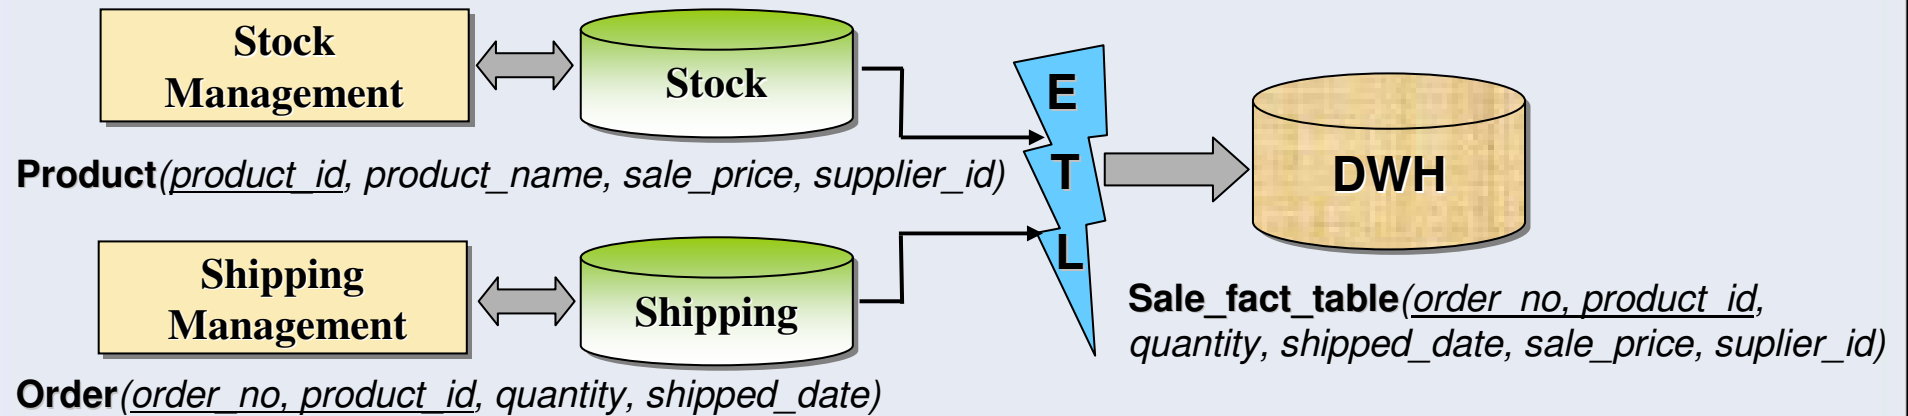 Stock
Management
Stock
Product(product_id, product_name, sale_price, supplier_id)
Shipping
Management
Shipping
Order(order_no, product_id, quantity, shipped_date)
E
T
L
DWH
Sale_fact_table(order_no, product_id,
quantity, shipped_date, sale_price, suplier_id)